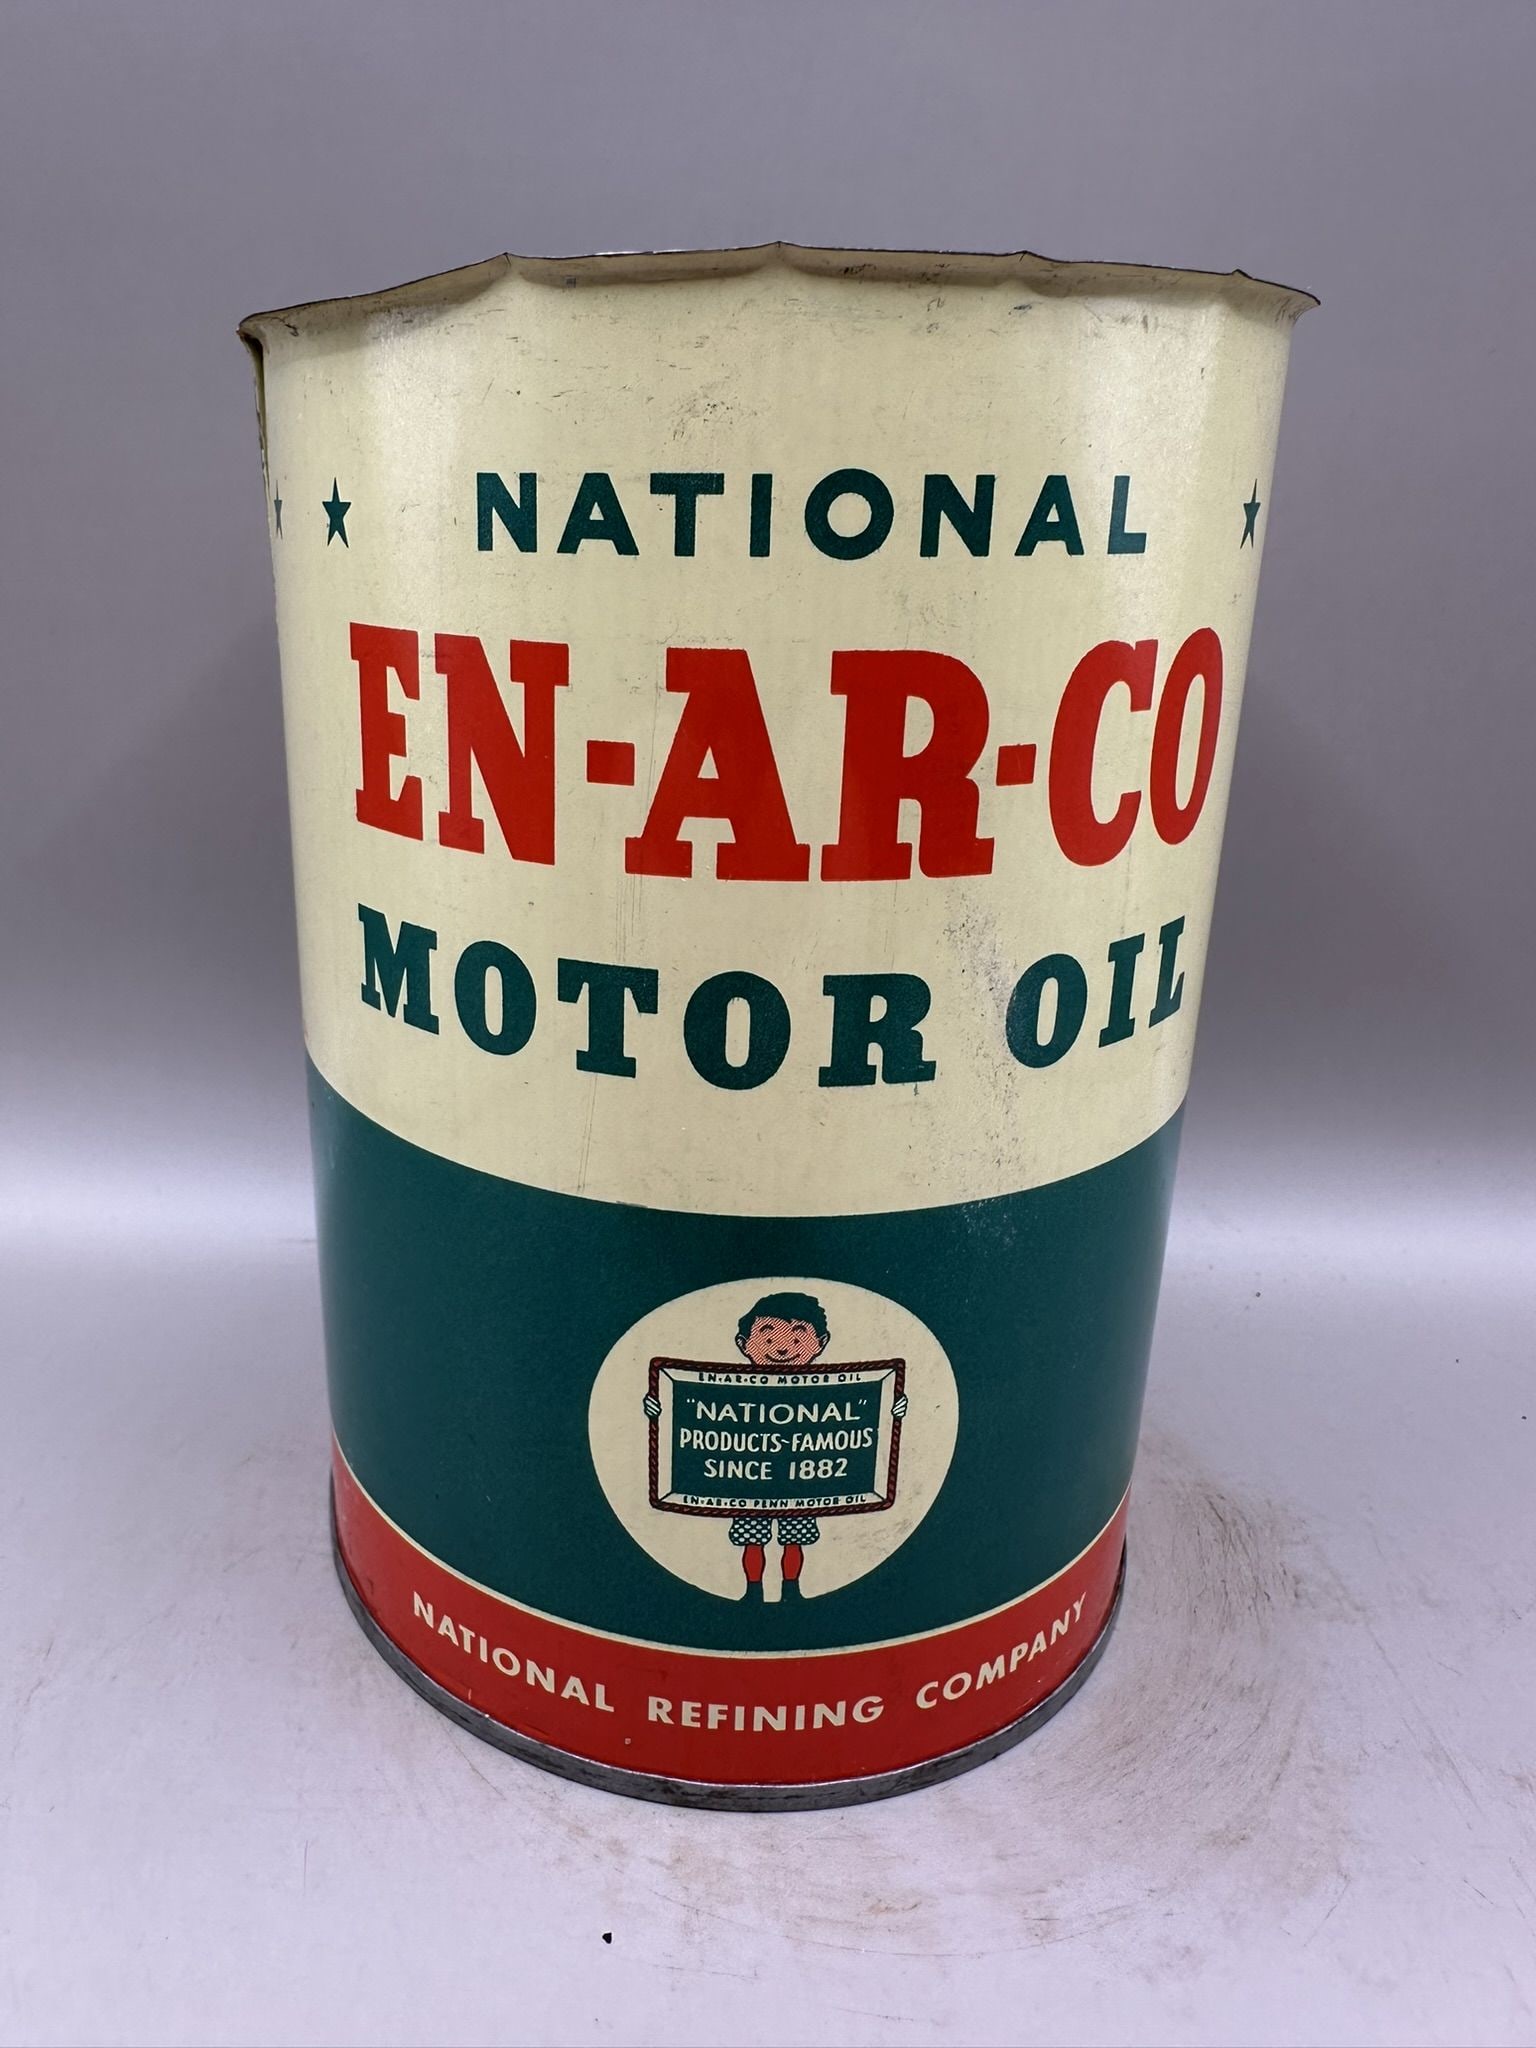 NATIONAL
EN-AR-CO
MOTOR OIL
EN-AR-CO MOTOR OIL
"NATIONAL"
PRODUCTS-FAMOUS
SINCE 1882
EN-AR-CO PENN MOTOR OIL
NATIONAL REFINING COMPANY